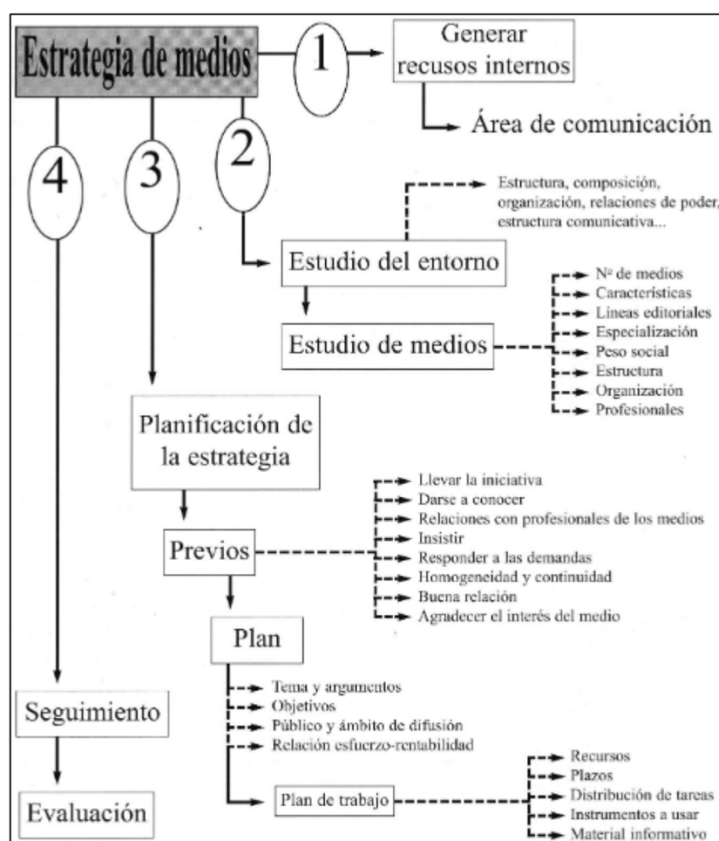 Estrategia de medios
1
Generar
recusos internos
Área de comunicación
4
3
2
Estructura, composición,
organización, relaciones de poder,
estructura comunicativa...
Estudio del entorno
Estudio de medios
Nº de medios
Características
Líneas editoriales
Especialización
Peso social
Estructura
Organización
Profesionales
Planificación de
la estrategia
Previos
Llevar la iniciativa
Darse a conocer
Relaciones con profesionales de los medios
Insistir
Responder a las demandas
Homogeneidad y continuidad
Buena relación
Agradecer el interés del medio
Plan
Tema y argumentos
Objetivos
Público y ámbito de difusión
Relación esfuerzo-rentabilidad
Plan de trabajo
Recursos
Plazos
Distribución de tareas
Instrumentos a usar
Material informativo
Seguimiento
Evaluación